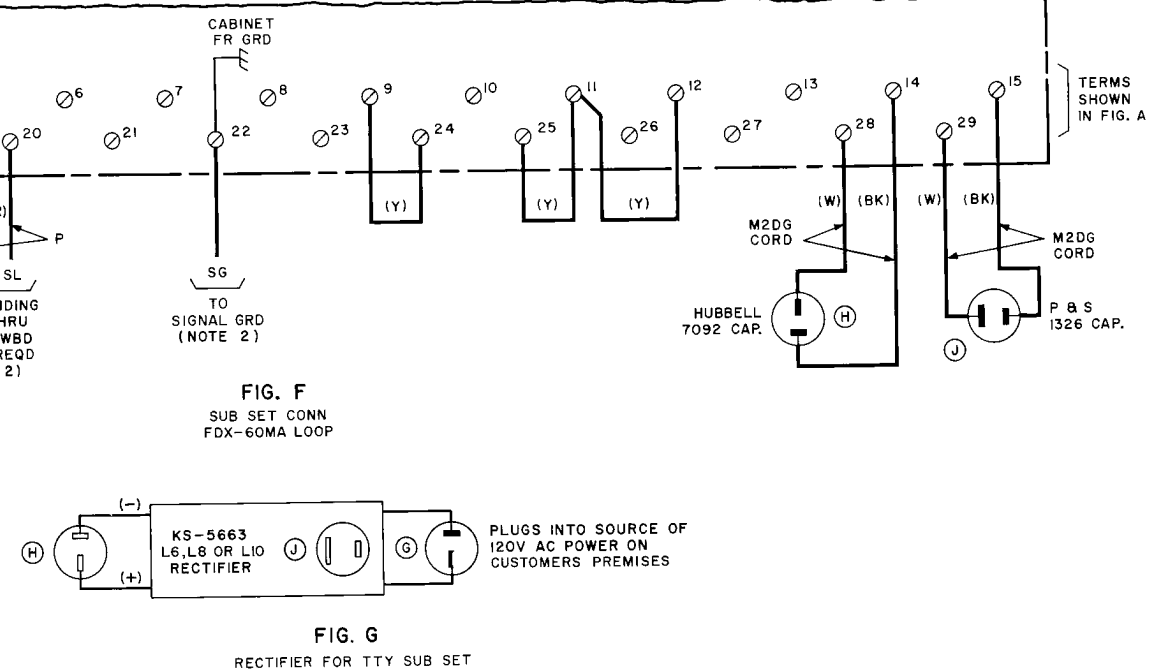 CABINET
FR GRD
6 7 8 9 10 11 12 13 14 15
TERMS
SHOWN
IN FIG. A
20 21 22 23 24 25 26 27 28 29
(Y) (Y) (Y) (W) (BK) (W) (BK)
P
M2DG
CORD
M2DG
CORD
SL
SG
TO
SIGNAL GRD
(NOTE 2)
HUBBELL
7092 CAP.
H
P & S
1326 CAP.
J
WBD
REQD
2)
FIG. F
SUB SET CONN
FDX-60MA LOOP
(-)
(+)
H
KS-5663
L6, L8 OR L10
RECTIFIER
J
G
PLUGS INTO SOURCE OF
120V AC POWER ON
CUSTOMERS PREMISES
FIG. G
RECTIFIER FOR TTY SUB SET